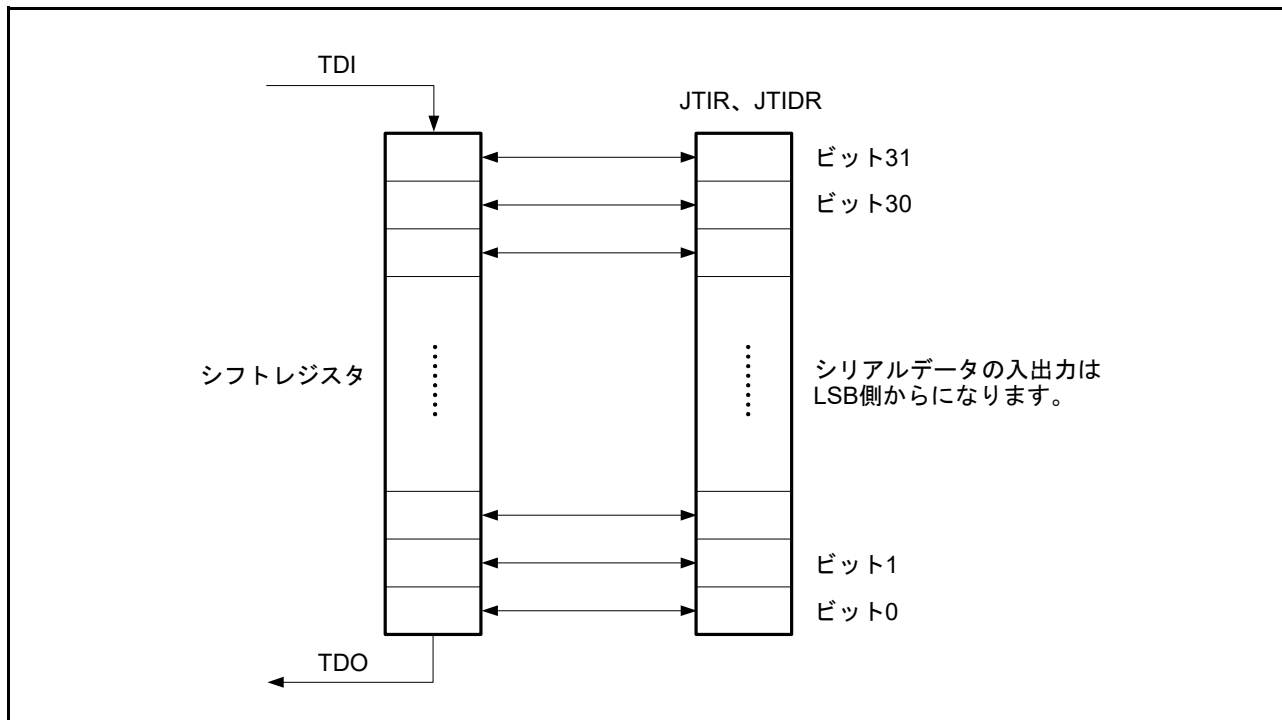 TDI
JTIR、JTIDR
ビット31
ビット30
シフトレジスタ
シリアルデータの入出力は
LSB側からになります。
ビット1
ビット0
TDO